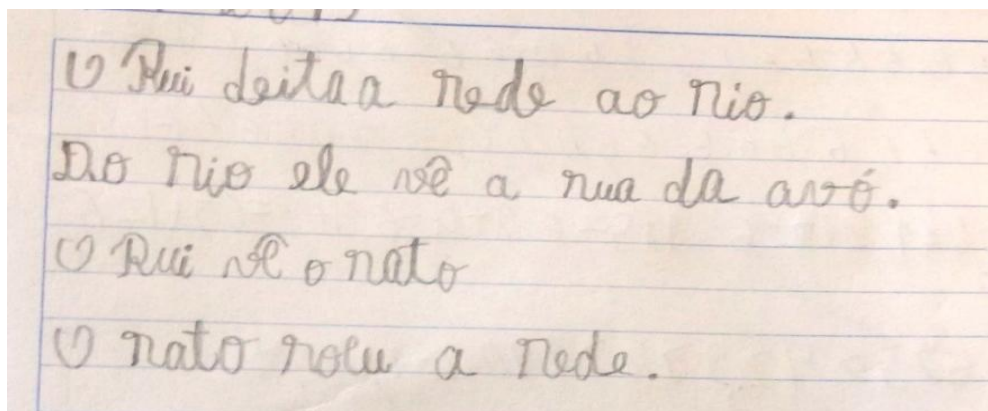 O Rui deita a rede ao rio.
Do rio ele vê a rua da avó.
O Rui vê o rato
O rato roeu a rede.